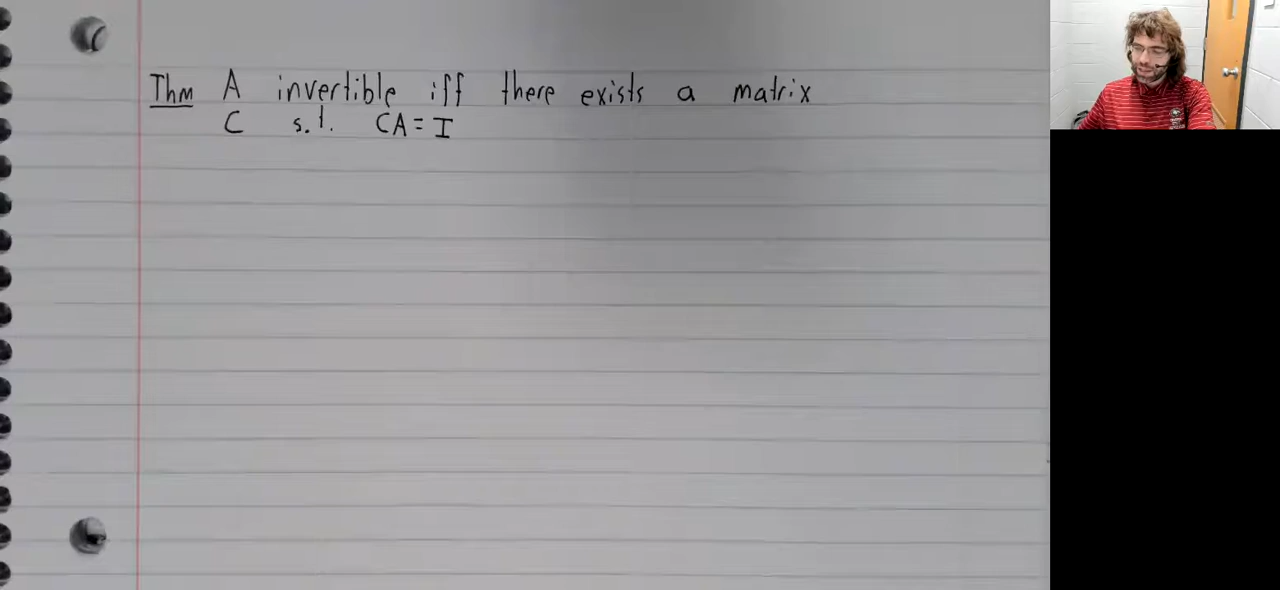 Thm A invertible iff there exists a matrix
C s.t. CA = I